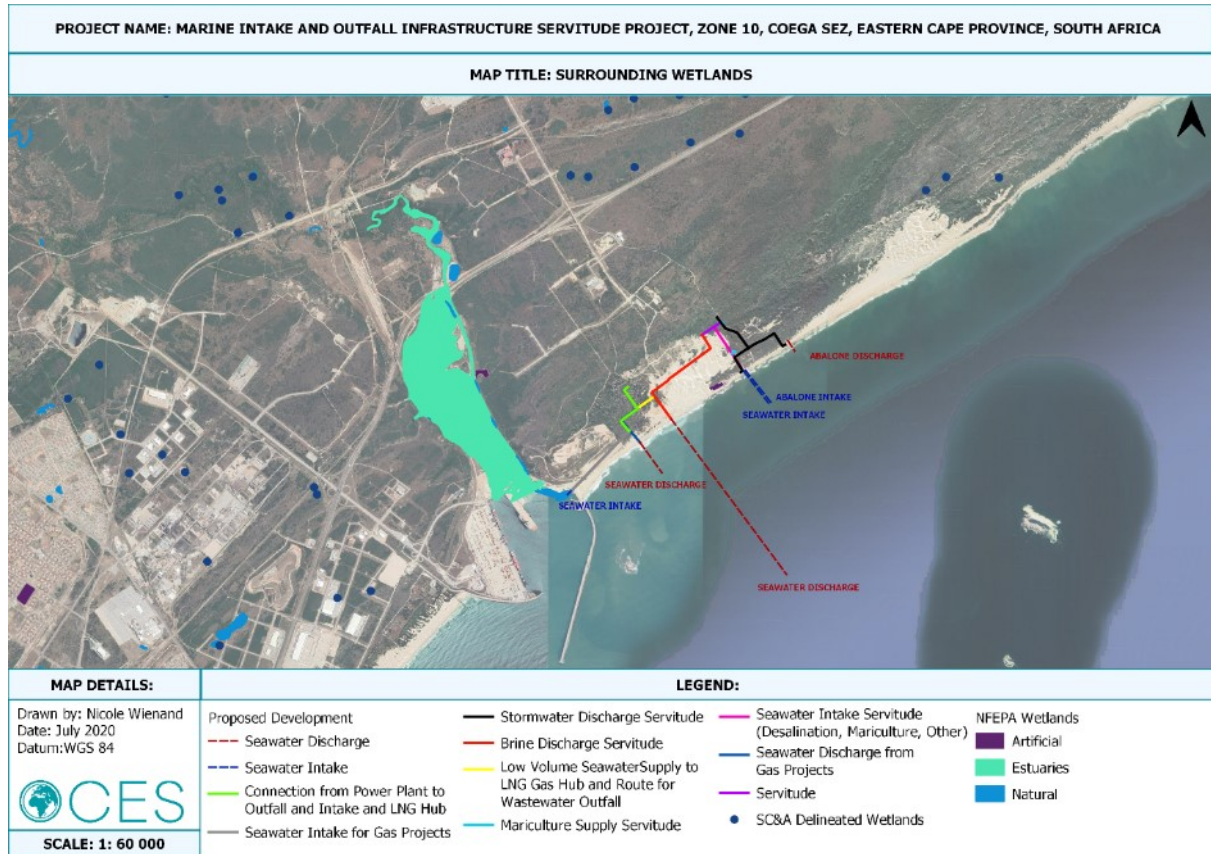 PROJECT NAME: MARINE INTAKE AND OUTFALL INFRASTRUCTURE SERVITUDE PROJECT, ZONE 10, COEGA SEZ, EASTERN CAPE PROVINCE, SOUTH AFRICA
MAP TITLE: SURROUNDING WETLANDS
ABALONE DISCHARGE
ABALONE INTAKE
SEAWATER INTAKE
SEAWATER DISCHARGE
SEAWATER INTAKE
SEAWATER DISCHARGE
MAP DETAILS:
Drawn by: Nicole Wienand
Date: July 2020
Datum:WGS 84
CES
SCALE: 1: 60 000
LEGEND:
Proposed Development
Seawater Discharge
Seawater Intake
Connection from Power Plant to
Outfall and Intake and LNG Hub
Seawater Intake for Gas Projects
Stormwater Discharge Servitude
Brine Discharge Servitude
Low Volume SeawaterSupply to
LNG Gas Hub and Route for
Wastewater Outfall
Mariculture Supply Servitude
Seawater Intake Servitude
(Desalination, Mariculture, Other)
Seawater Discharge from
Gas Projects
Servitude
SC&A Delineated Wetlands
NFEPA Wetlands
Artificial
Estuaries
Natural